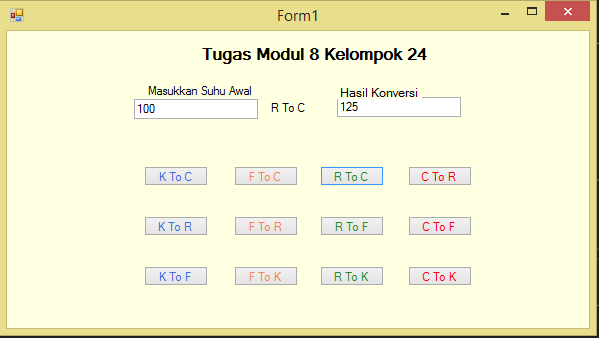 Form1
Tugas Modul 8 Kelompok 24
Masukkan Suhu Awal
Hasil Konversi
100
R To C
125
K To C
F To C
R To C
C To R
K To R
F To R
R To F
C To F
K To F
F To K
R To K
C To K